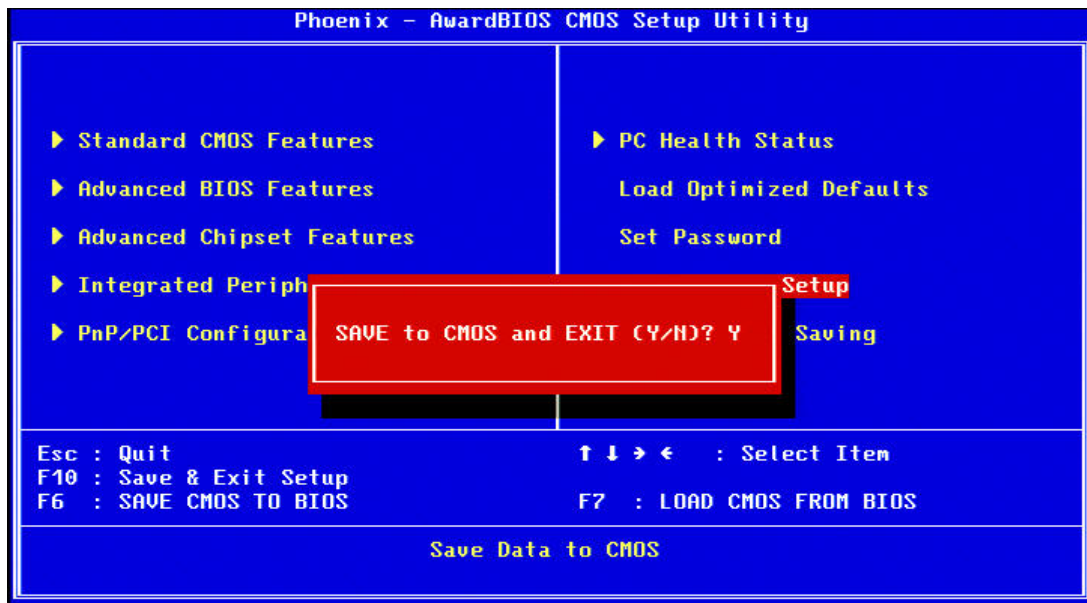 Phoenix - AwardBIOS CMOS Setup Utility
Standard CMOS Features
Advanced BIOS Features
Advanced Chipset Features
Integrated Periph
PnP/PCI Configura
PC Health Status
Load Optimized Defaults
Set Password
Setup
Saving
SAVE to CMOS and EXIT (Y/N)? Y
Esc : Quit
F10 : Save & Exit Setup
F6 : SAVE CMOS TO BIOS
↑ ↓ → ← : Select Item
F7 : LOAD CMOS FROM BIOS
Save Data to CMOS